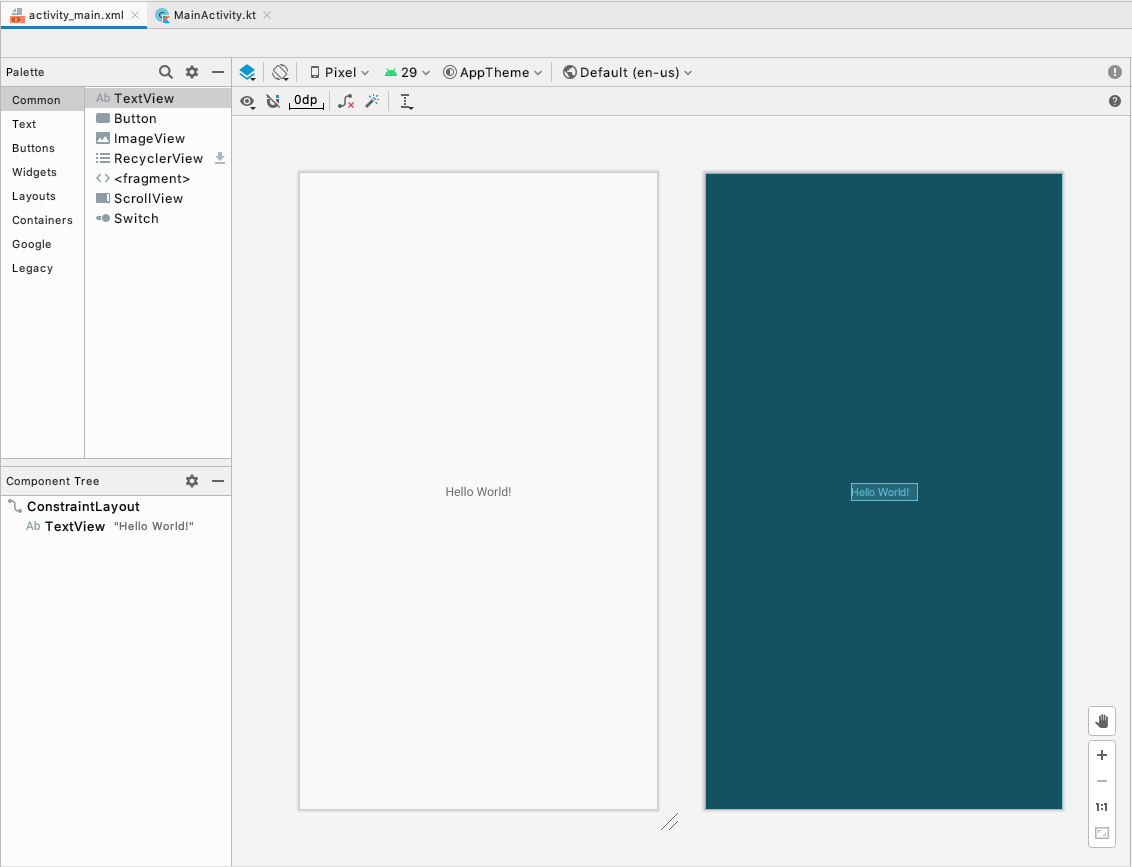 activity_main.xml MainActivity.kt
Palette
Pixel 29 AppTheme Default (en-us)
0dp
Common
Text
Buttons
Widgets
Layouts
Containers
Google
Legacy
Ab TextView
Button
ImageView
RecyclerView
<fragment>
ScrollView
Switch
Component Tree
ConstraintLayout
Ab TextView "Hello World!"
Hello World!
Hello World!
1:1